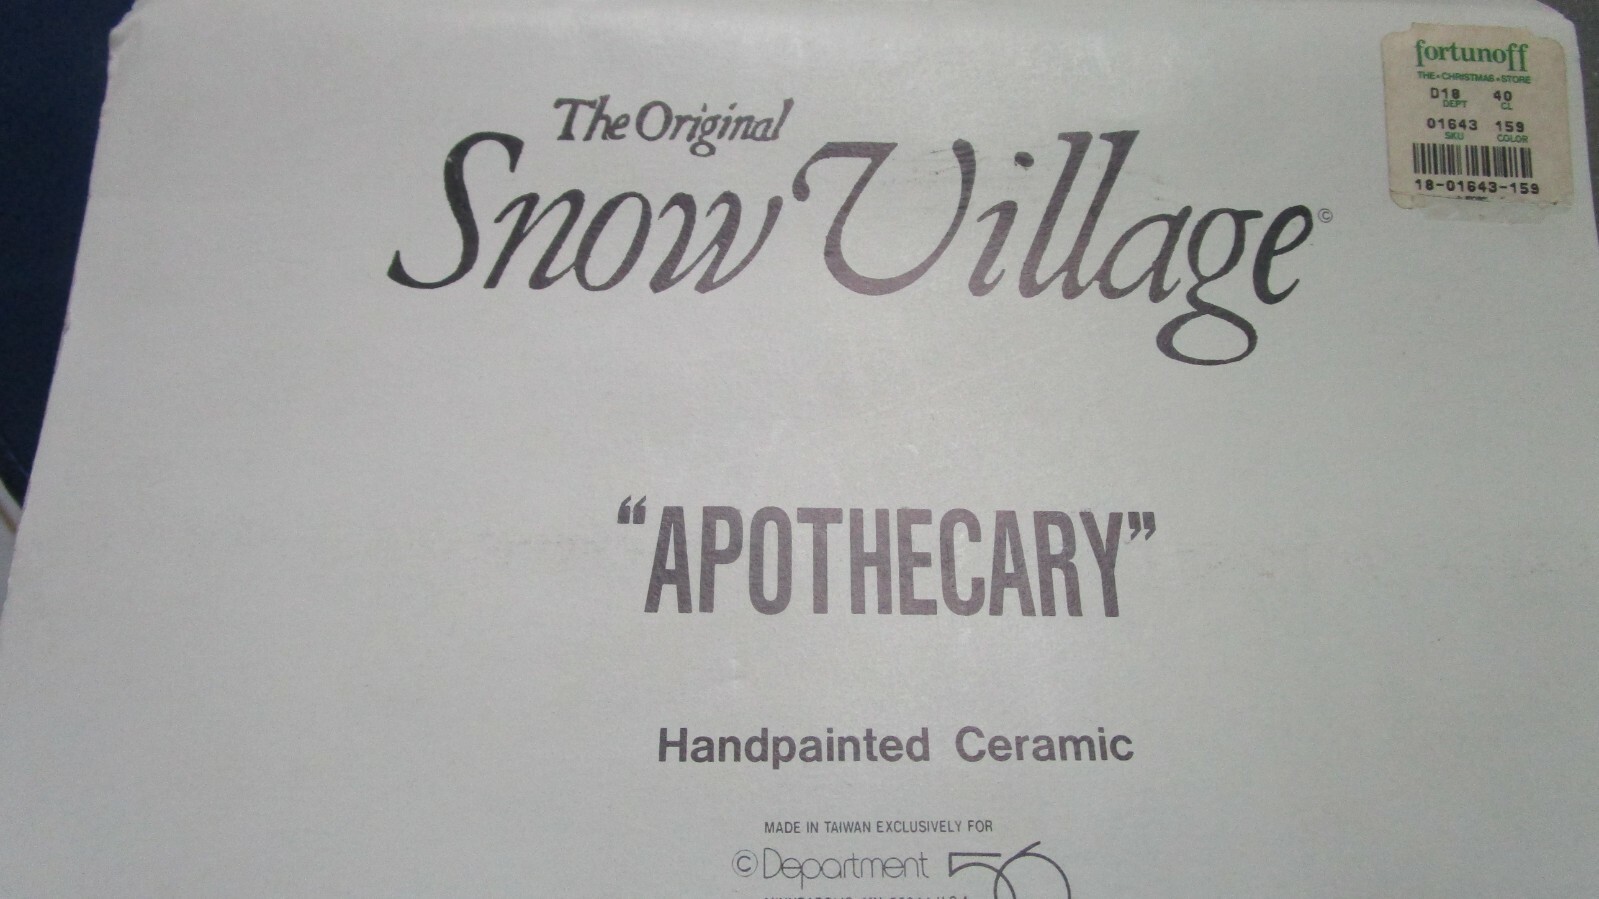 The Original
Snow Village©
"APOTHECARY"
Handpainted Ceramic
MADE IN TAIWAN EXCLUSIVELY FOR
© Department 56
fortunoff
THE•CHRISTMAS•STORE
D18 40
DEPT CL
01643 159
SKU COLOR
18-01643-159